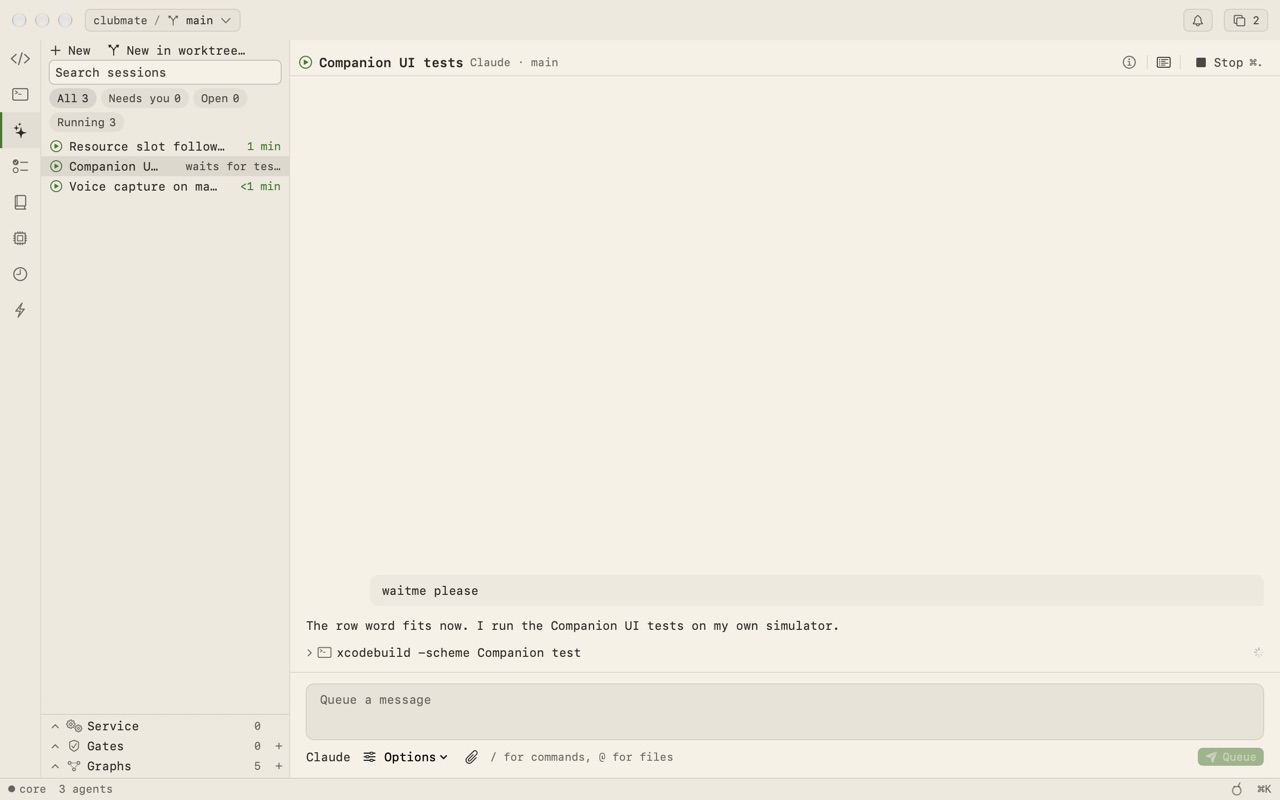 clubmate / main
2
+ New New in worktree…
Search sessions
All 3 Needs you 0 Open 0
Running 3
Resource slot follow… 1 min
Companion U… waits for tes…
Voice capture on ma… <1 min
Service 0
Gates 0 +
Graphs 5 +
Companion UI tests Claude · main
Stop ⌘.
waitme please
The row word fits now. I run the Companion UI tests on my own simulator.
xcodebuild -scheme Companion test
Queue a message
Claude Options / for commands, @ for files Queue
core 3 agents ⌘K